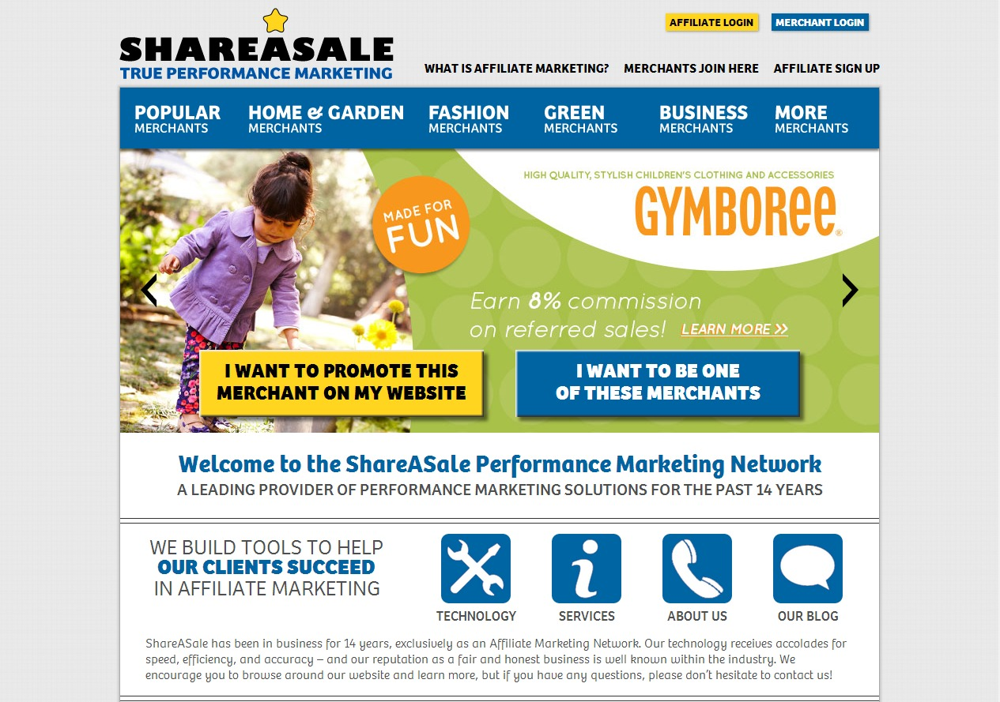 AFFILIATE LOGIN
MERCHANT LOGIN
SHAREASALE
TRUE PERFORMANCE MARKETING
WHAT IS AFFILIATE MARKETING?
MERCHANTS JOIN HERE
AFFILIATE SIGN UP
POPULAR
MERCHANTS
HOME & GARDEN
MERCHANTS
FASHION
MERCHANTS
GREEN
MERCHANTS
BUSINESS
MERCHANTS
MORE
MERCHANTS
HIGH QUALITY, STYLISH CHILDREN'S CLOTHING AND ACCESSORIES
GYMBOREE®
MADE FOR
FUN
Earn 8% commission
on referred sales! LEARN MORE >>
I WANT TO PROMOTE THIS
MERCHANT ON MY WEBSITE
I WANT TO BE ONE
OF THESE MERCHANTS
Welcome to the ShareASale Performance Marketing Network
A LEADING PROVIDER OF PERFORMANCE MARKETING SOLUTIONS FOR THE PAST 14 YEARS
WE BUILD TOOLS TO HELP
OUR CLIENTS SUCCEED
IN AFFILIATE MARKETING
TECHNOLOGY
SERVICES
ABOUT US
OUR BLOG
ShareASale has been in business for 14 years, exclusively as an Affiliate Marketing Network. Our technology receives accolades for
speed, efficiency, and accuracy – and our reputation as a fair and honest business is well known within the industry. We
encourage you to browse around our website and learn more, but if you have any questions, please don't hesitate to contact us!